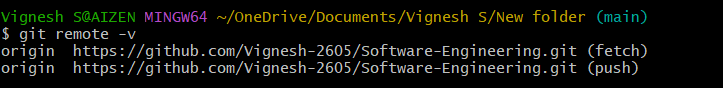 Vignesh S@AIZEN MINGW64 ~/OneDrive/Documents/Vignesh S/New folder (main)
$ git remote -v
origin  https://github.com/Vignesh-2605/Software-Engineering.git (fetch)
origin  https://github.com/Vignesh-2605/Software-Engineering.git (push)